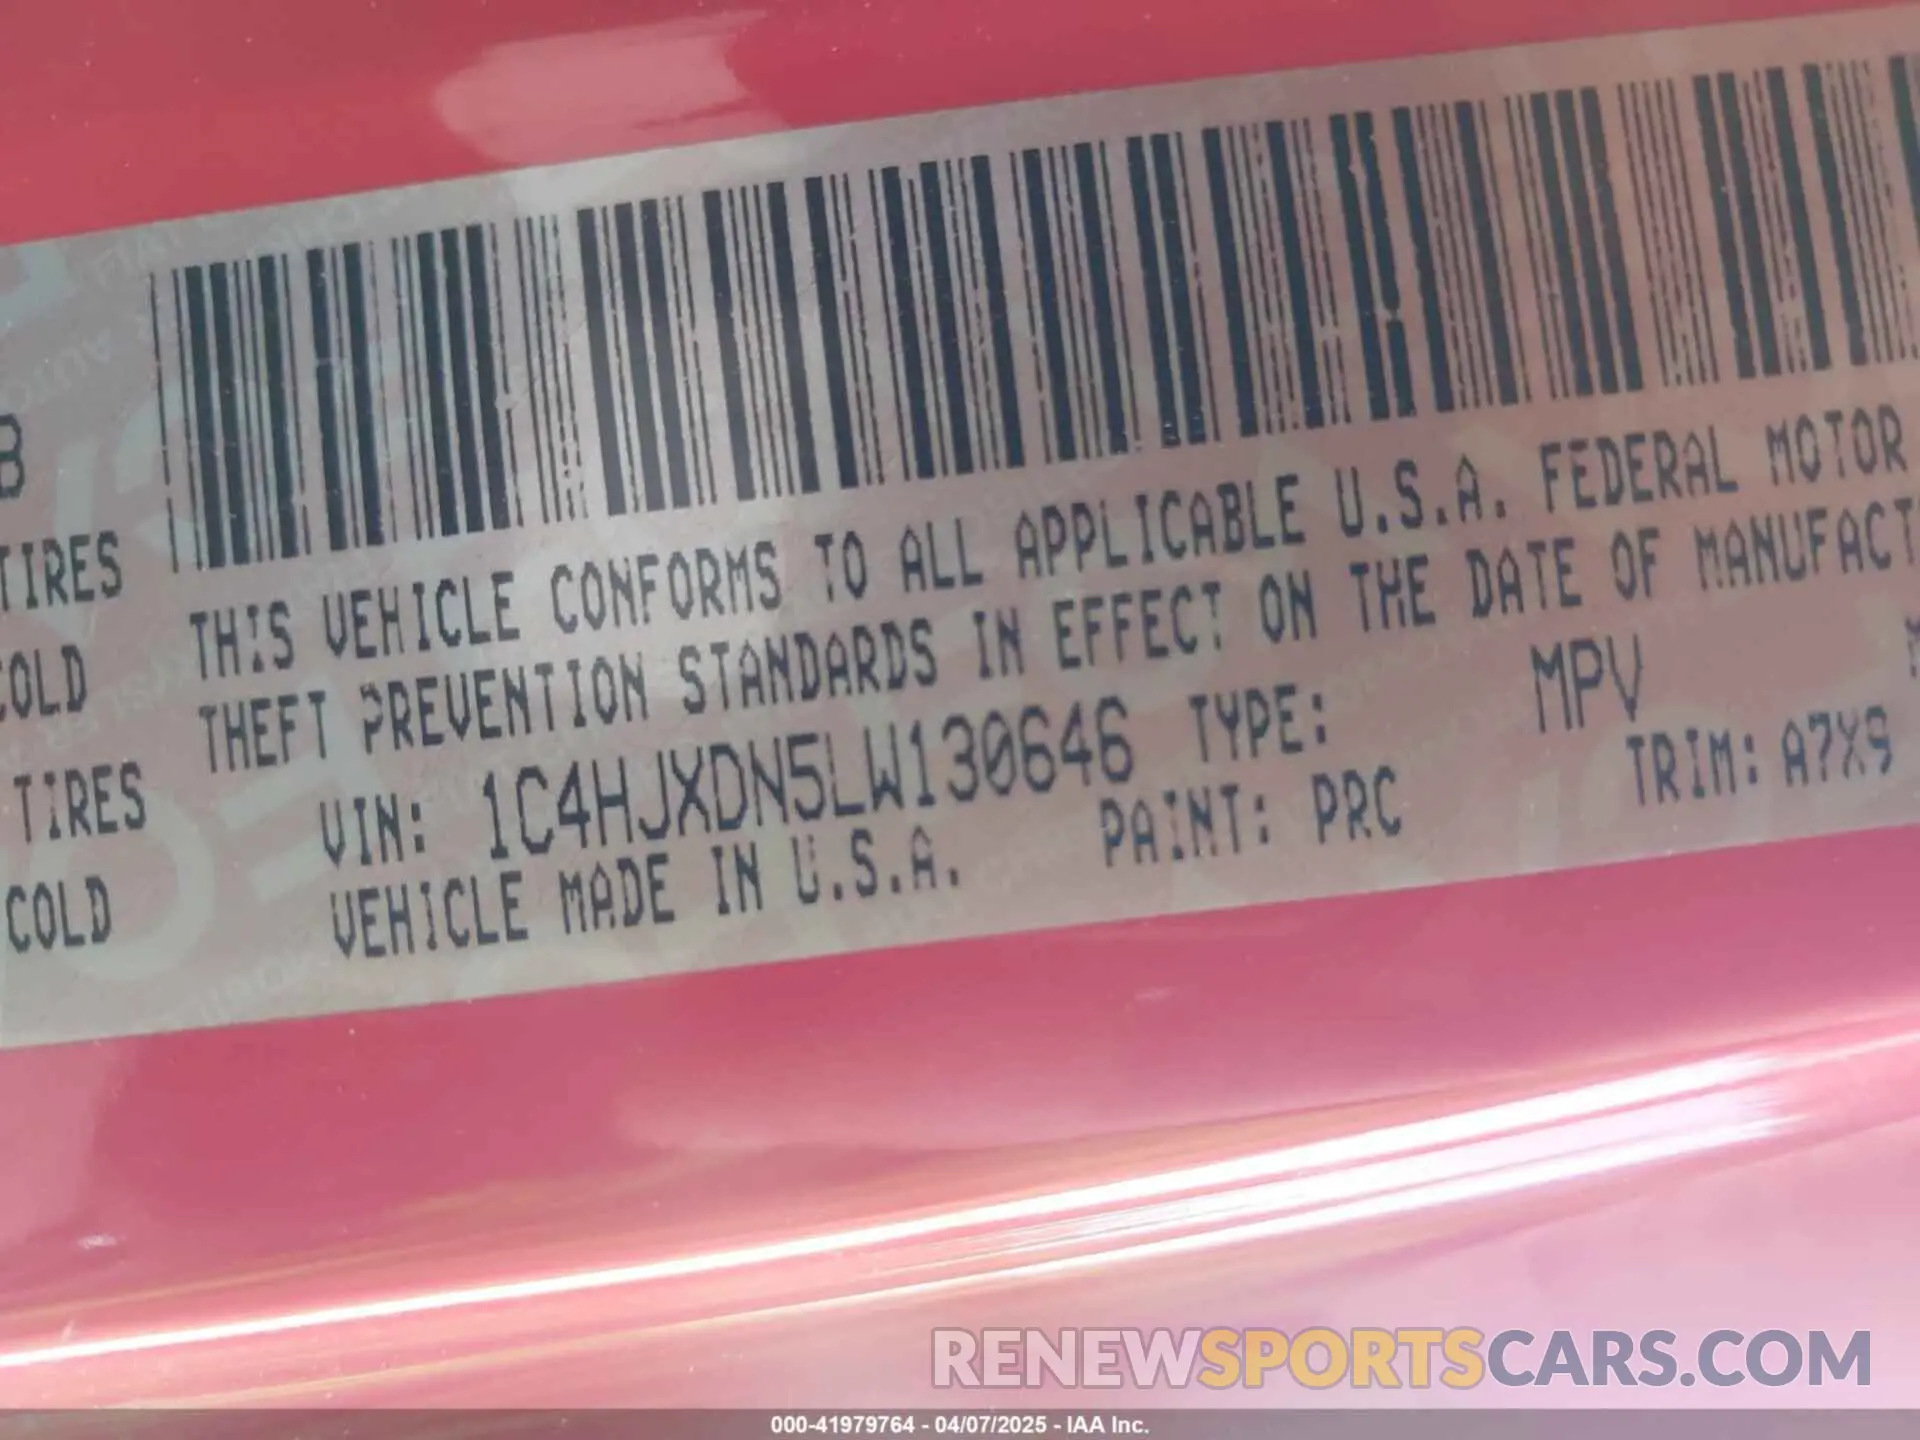 B
TIRES
COLD
TIRES
COLD
THIS VEHICLE CONFORMS TO ALL APPLICABLE U.S.A. FEDERAL MOTOR
THEFT PREVENTION STANDARDS IN EFFECT ON THE DATE OF MANUFACT
VIN: 1C4HJXDN5LW130646 TYPE: MPV
VEHICLE MADE IN U.S.A. PAINT: PRC TRIM: A7X9
RENEWSPORTSCARS.COM
000-41979764 - 04/07/2025 - IAA Inc.